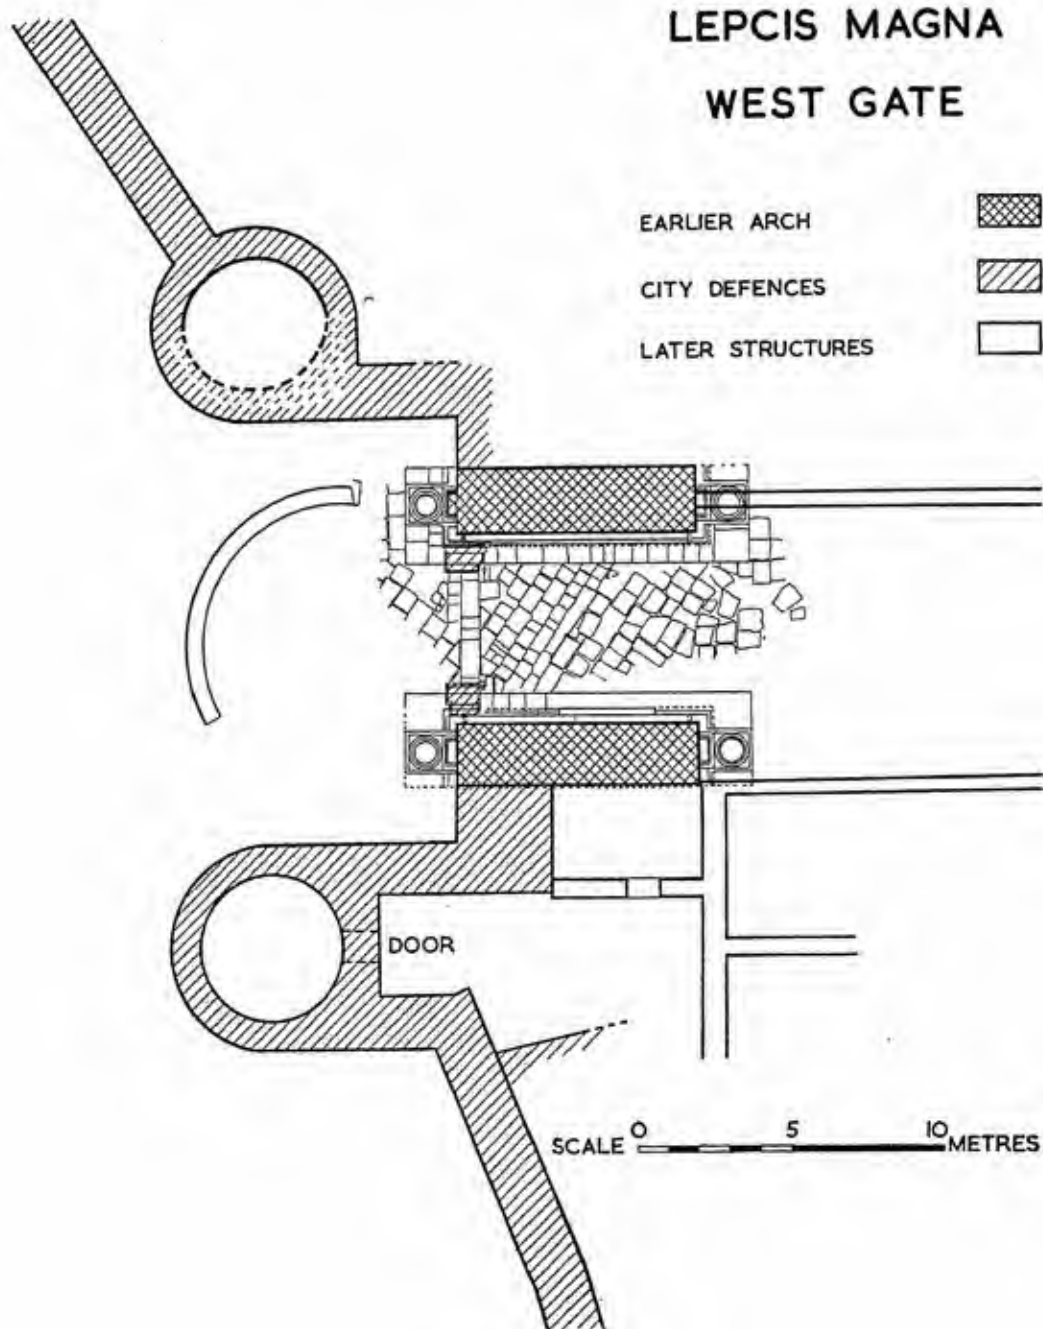 LEPCIS MAGNA
WEST GATE
EARLIER ARCH
CITY DEFENCES
LATER STRUCTURES
DOOR
SCALE 0 5 10 METRES